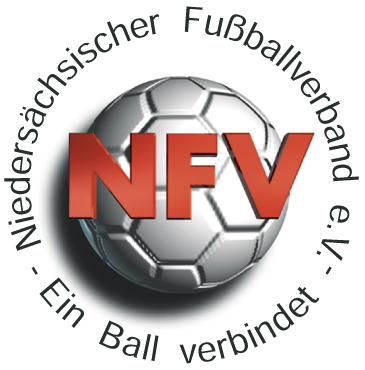 Niedersächsischer Fußballverband e.V.
- Ein Ball verbindet -
NFV